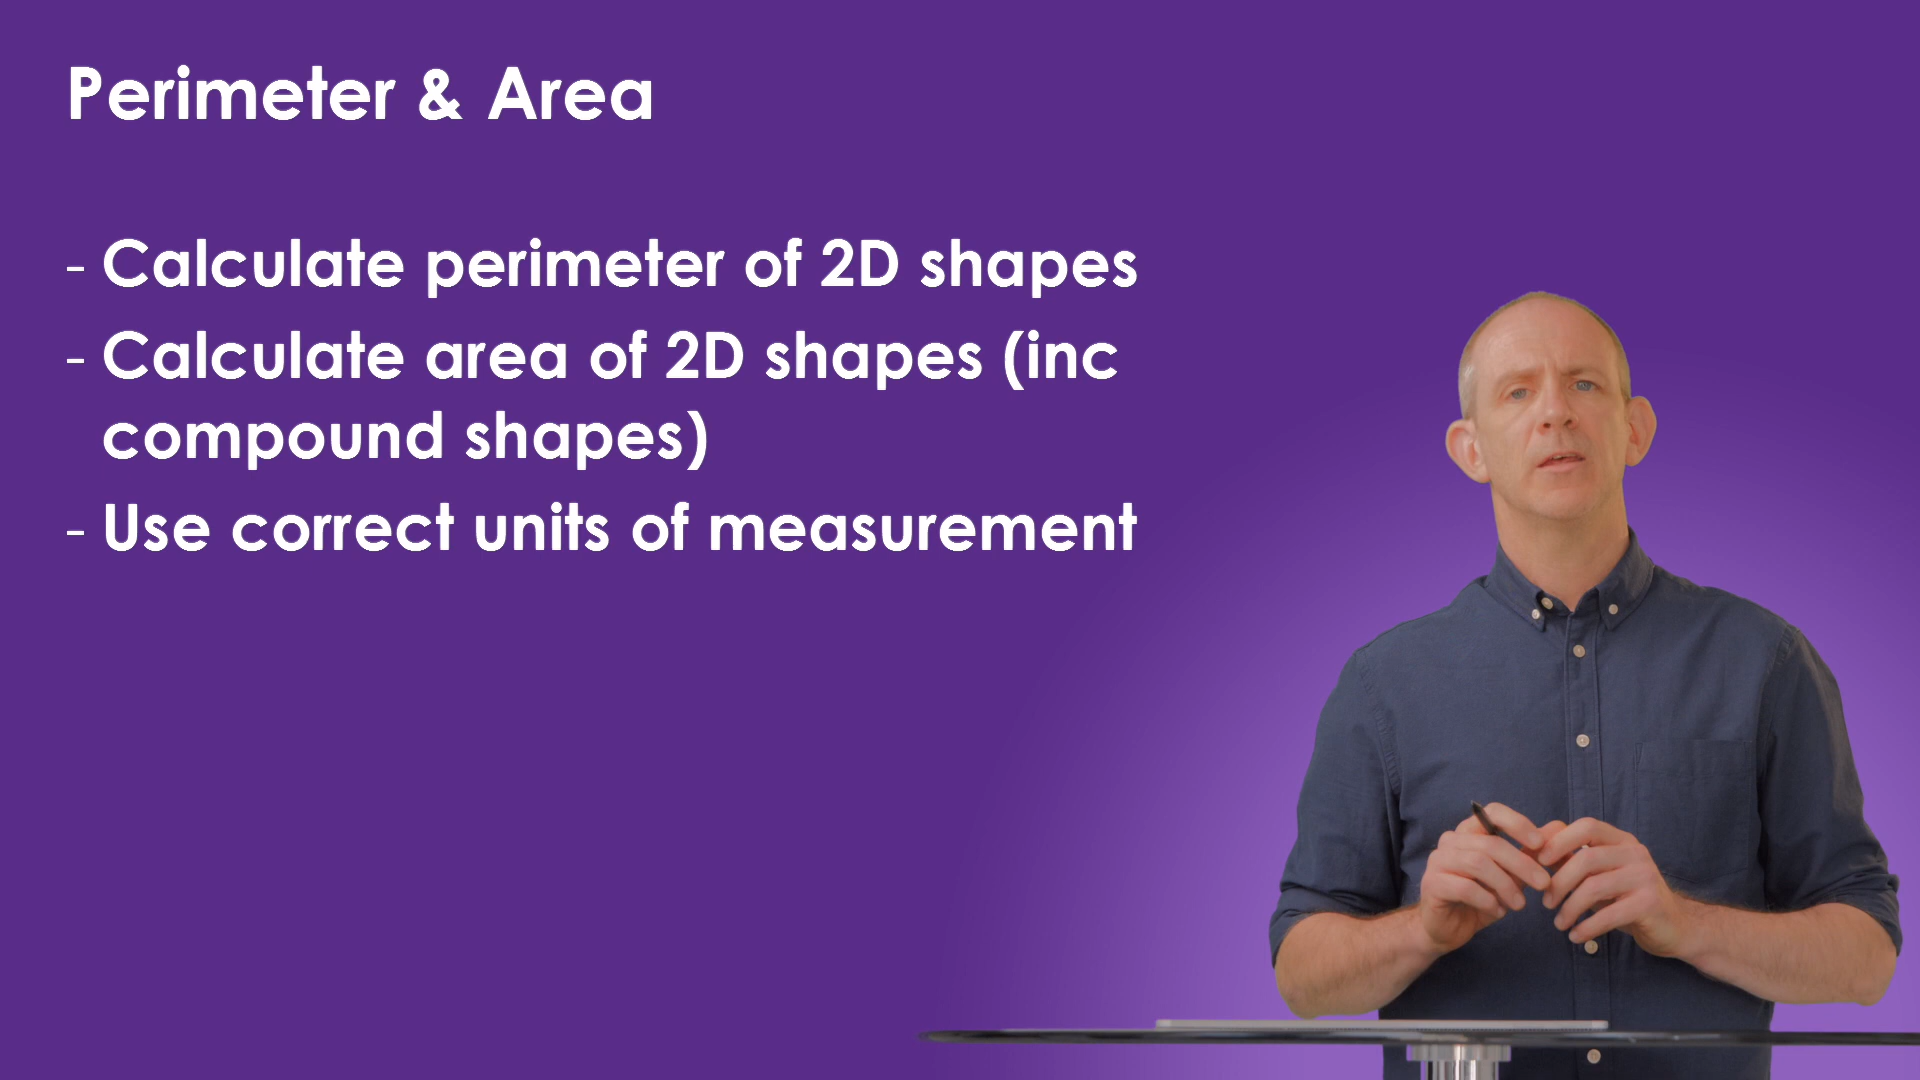 Perimeter & Area
- Calculate perimeter of 2D shapes
- Calculate area of 2D shapes (inc
compound shapes)
- Use correct units of measurement